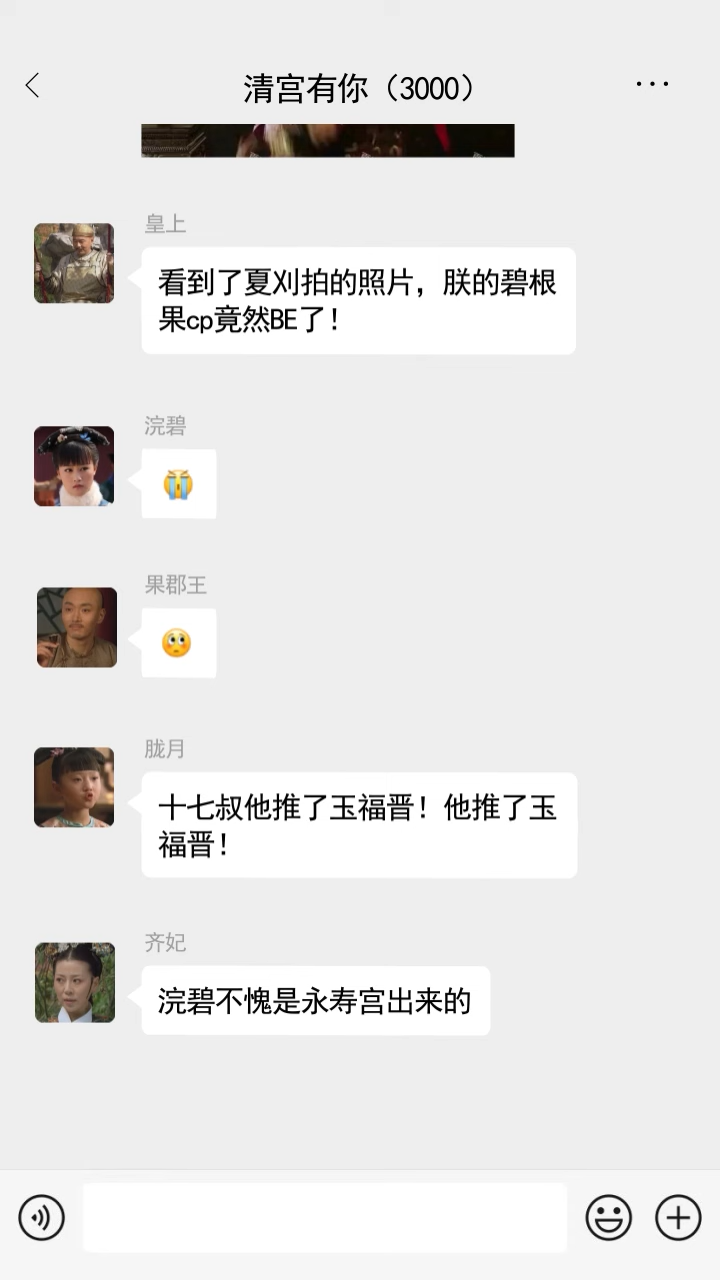 清宫有你（3000）
皇上
看到了夏刈拍的照片，朕的碧根
果cp竟然BE了！
浣碧
果郡王
胧月
十七叔他推了玉福晋！他推了玉
福晋！
齐妃
浣碧不愧是永寿宫出来的